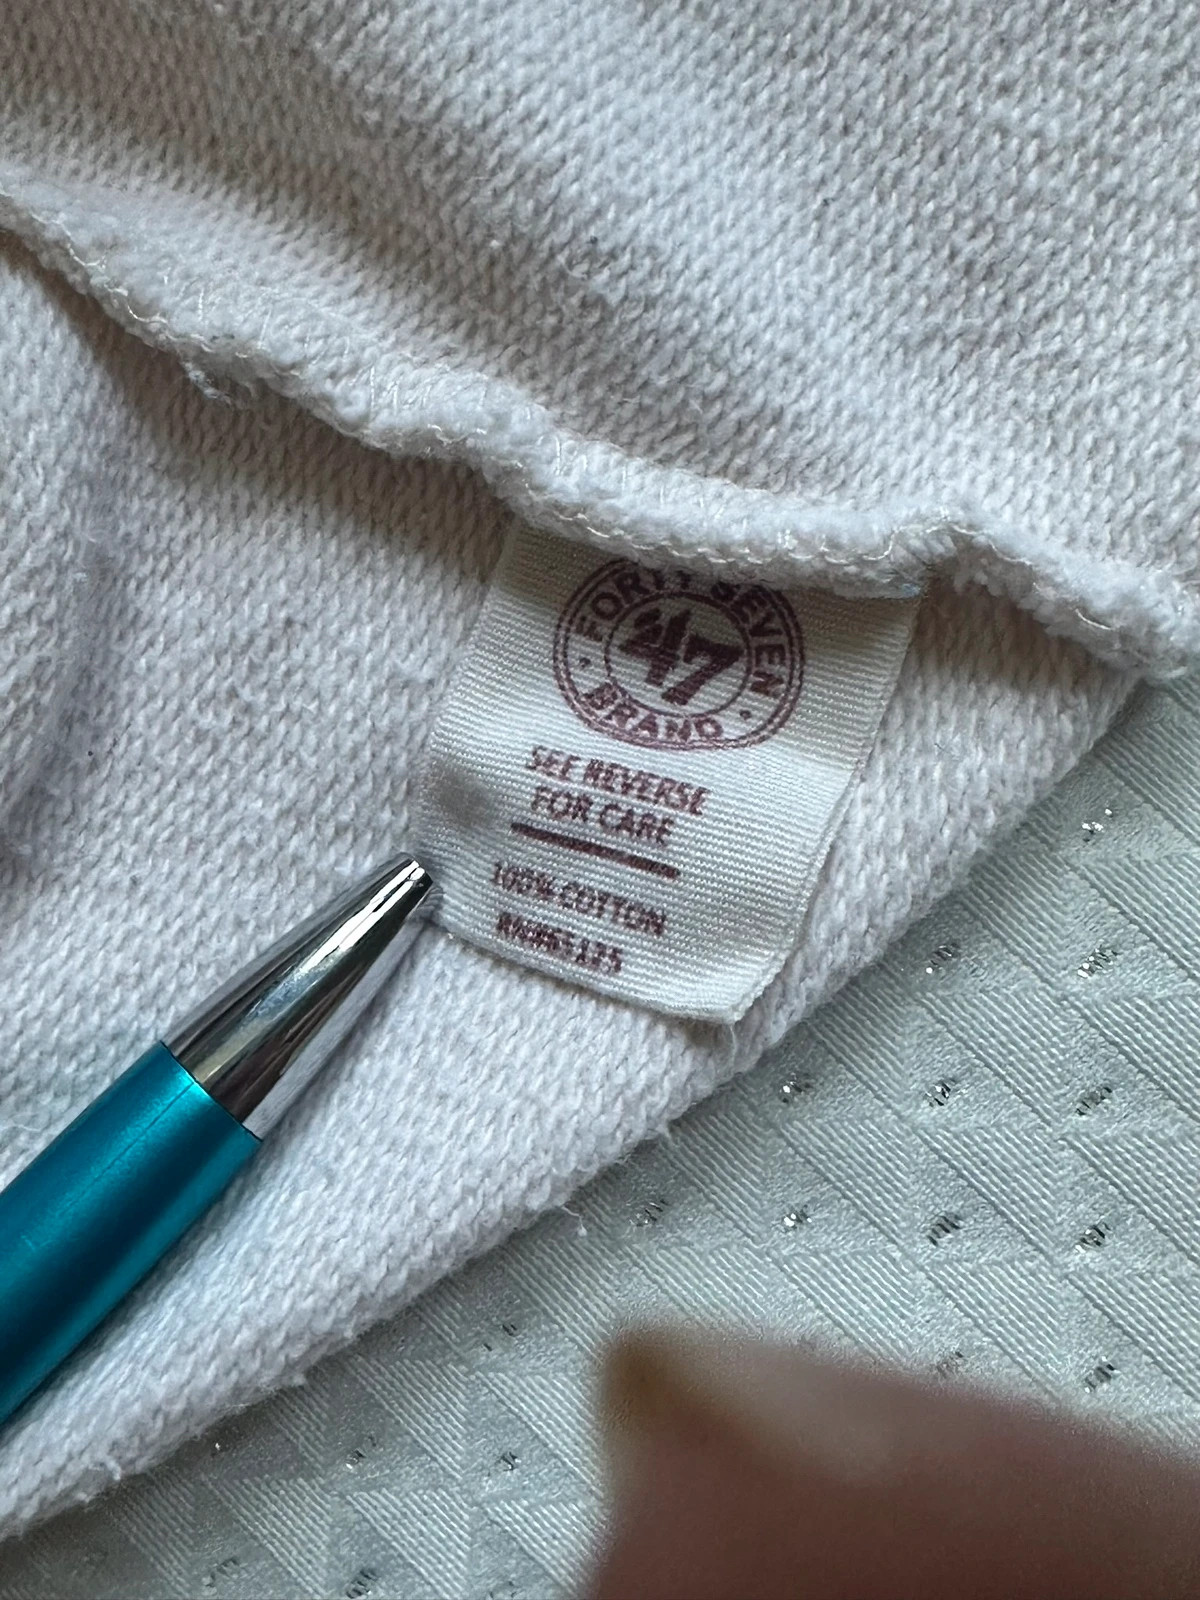 FORTY SEVEN
47
BRAND
SEE REVERSE
FOR CARE
100% COTTON